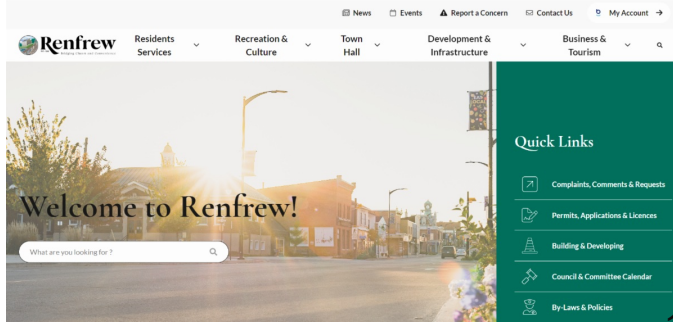 News
Events
Report a Concern
Contact Us
My Account
Renfrew
Residents Services
Recreation & Culture
Town Hall
Development & Infrastructure
Business & Tourism
Welcome to Renfrew!
What are you looking for ?
Quick Links
Complaints, Comments & Requests
Permits, Applications & Licences
Building & Developing
Council & Committee Calendar
By-Laws & Policies